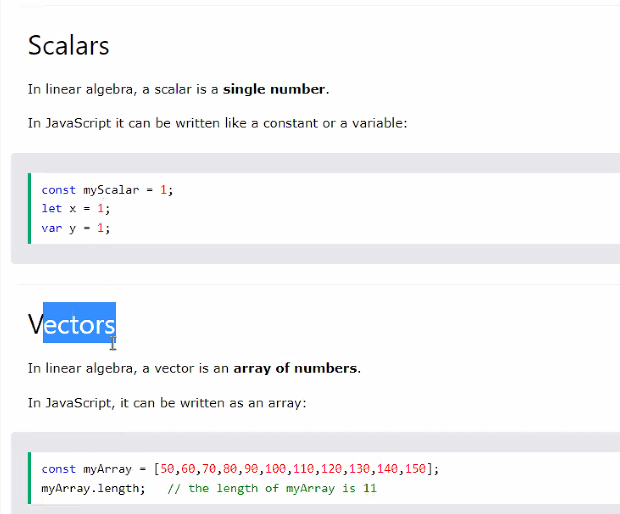 Scalars
In linear algebra, a scalar is a single number.
In JavaScript it can be written like a constant or a variable:
const myScalar = 1;
let x = 1;
var y = 1;
Vectors
In linear algebra, a vector is an array of numbers.
In JavaScript, it can be written as an array:
const myArray = [50,60,70,80,90,100,110,120,130,140,150];
myArray.length;   // the length of myArray is 11